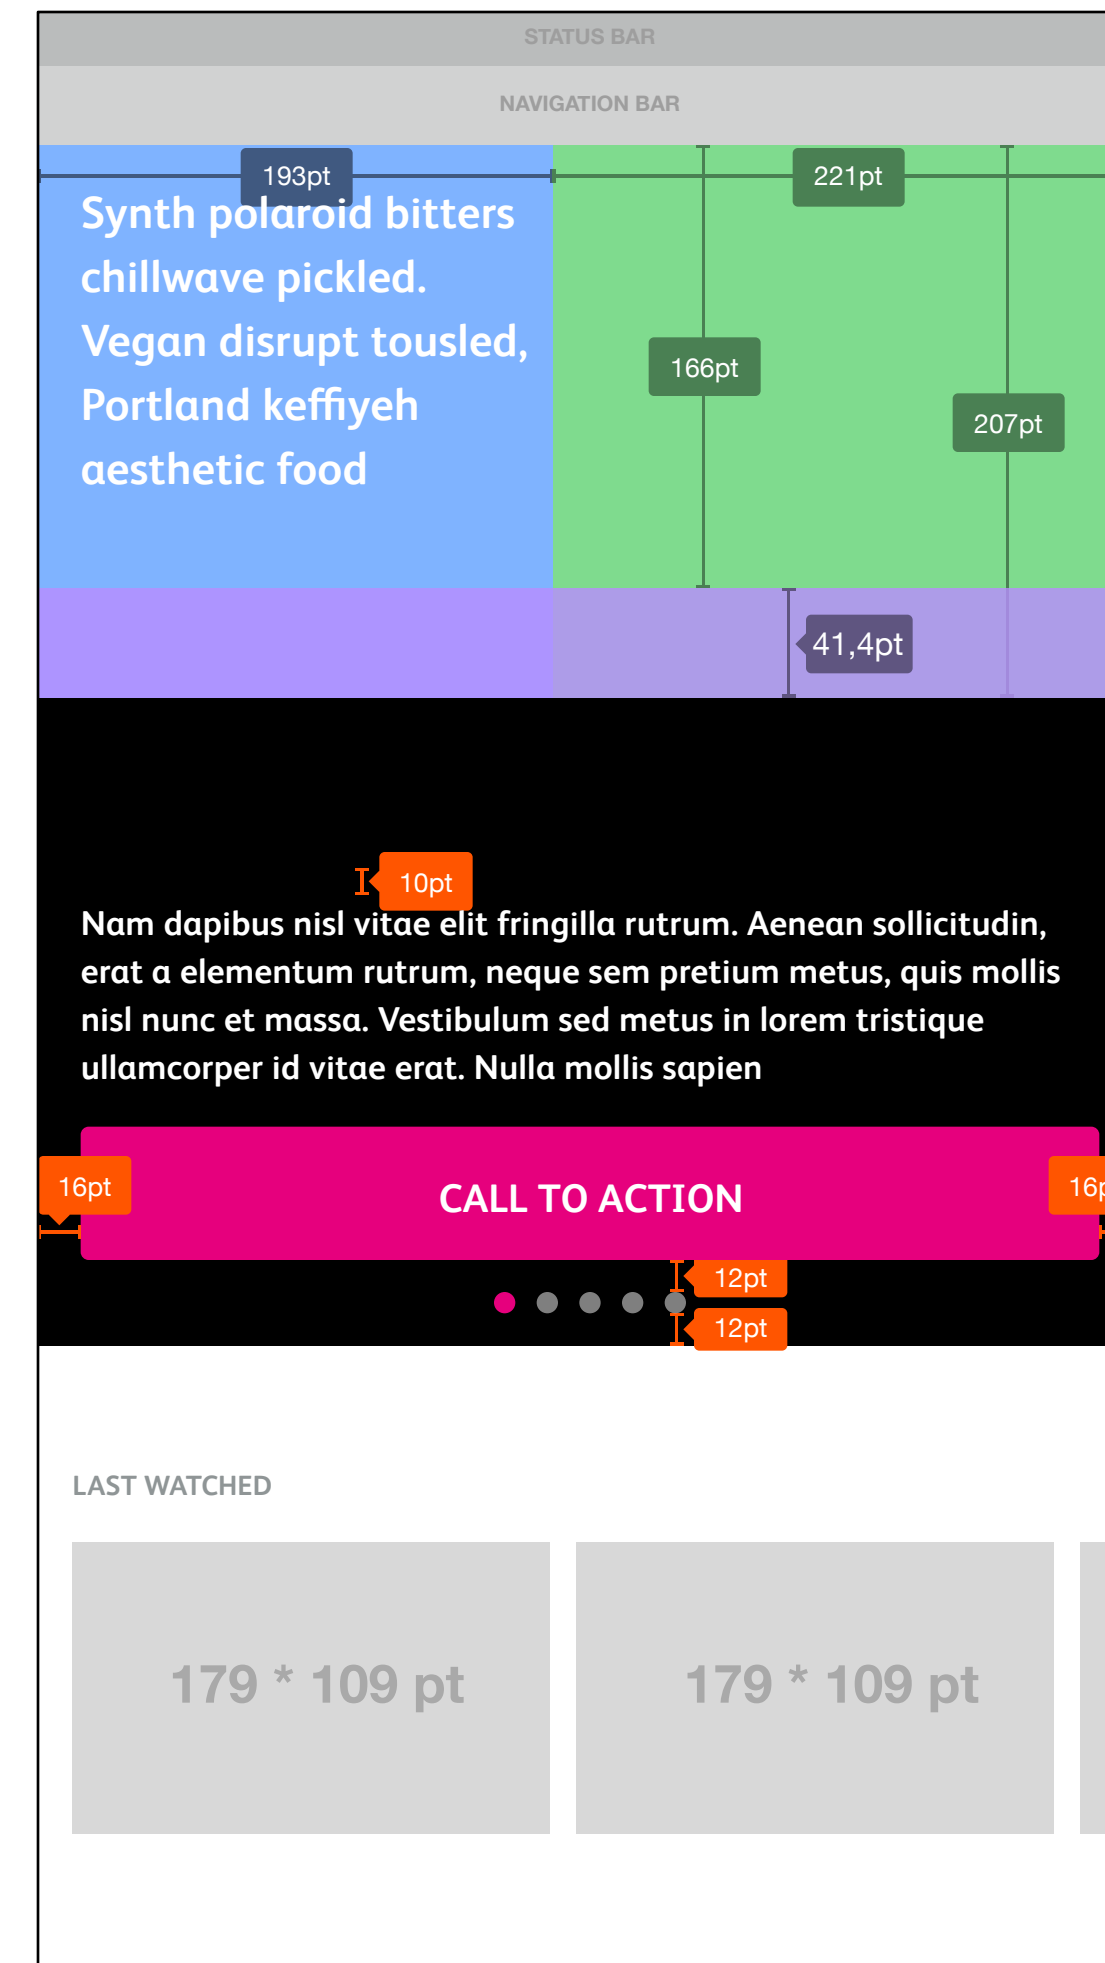 STATUS BAR
NAVIGATION BAR
193pt
221pt
Synth polaroid bitters
chillwave pickled.
Vegan disrupt tousled,
Portland keffiyeh
aesthetic food
166pt
207pt
41,4pt
10pt
Nam dapibus nisl vitae elit fringilla rutrum. Aenean sollicitudin,
erat a elementum rutrum, neque sem pretium metus, quis mollis
nisl nunc et massa. Vestibulum sed metus in lorem tristique
ullamcorper id vitae erat. Nulla mollis sapien
16pt
CALL TO ACTION
12pt
12pt
LAST WATCHED
179 * 109 pt
179 * 109 pt